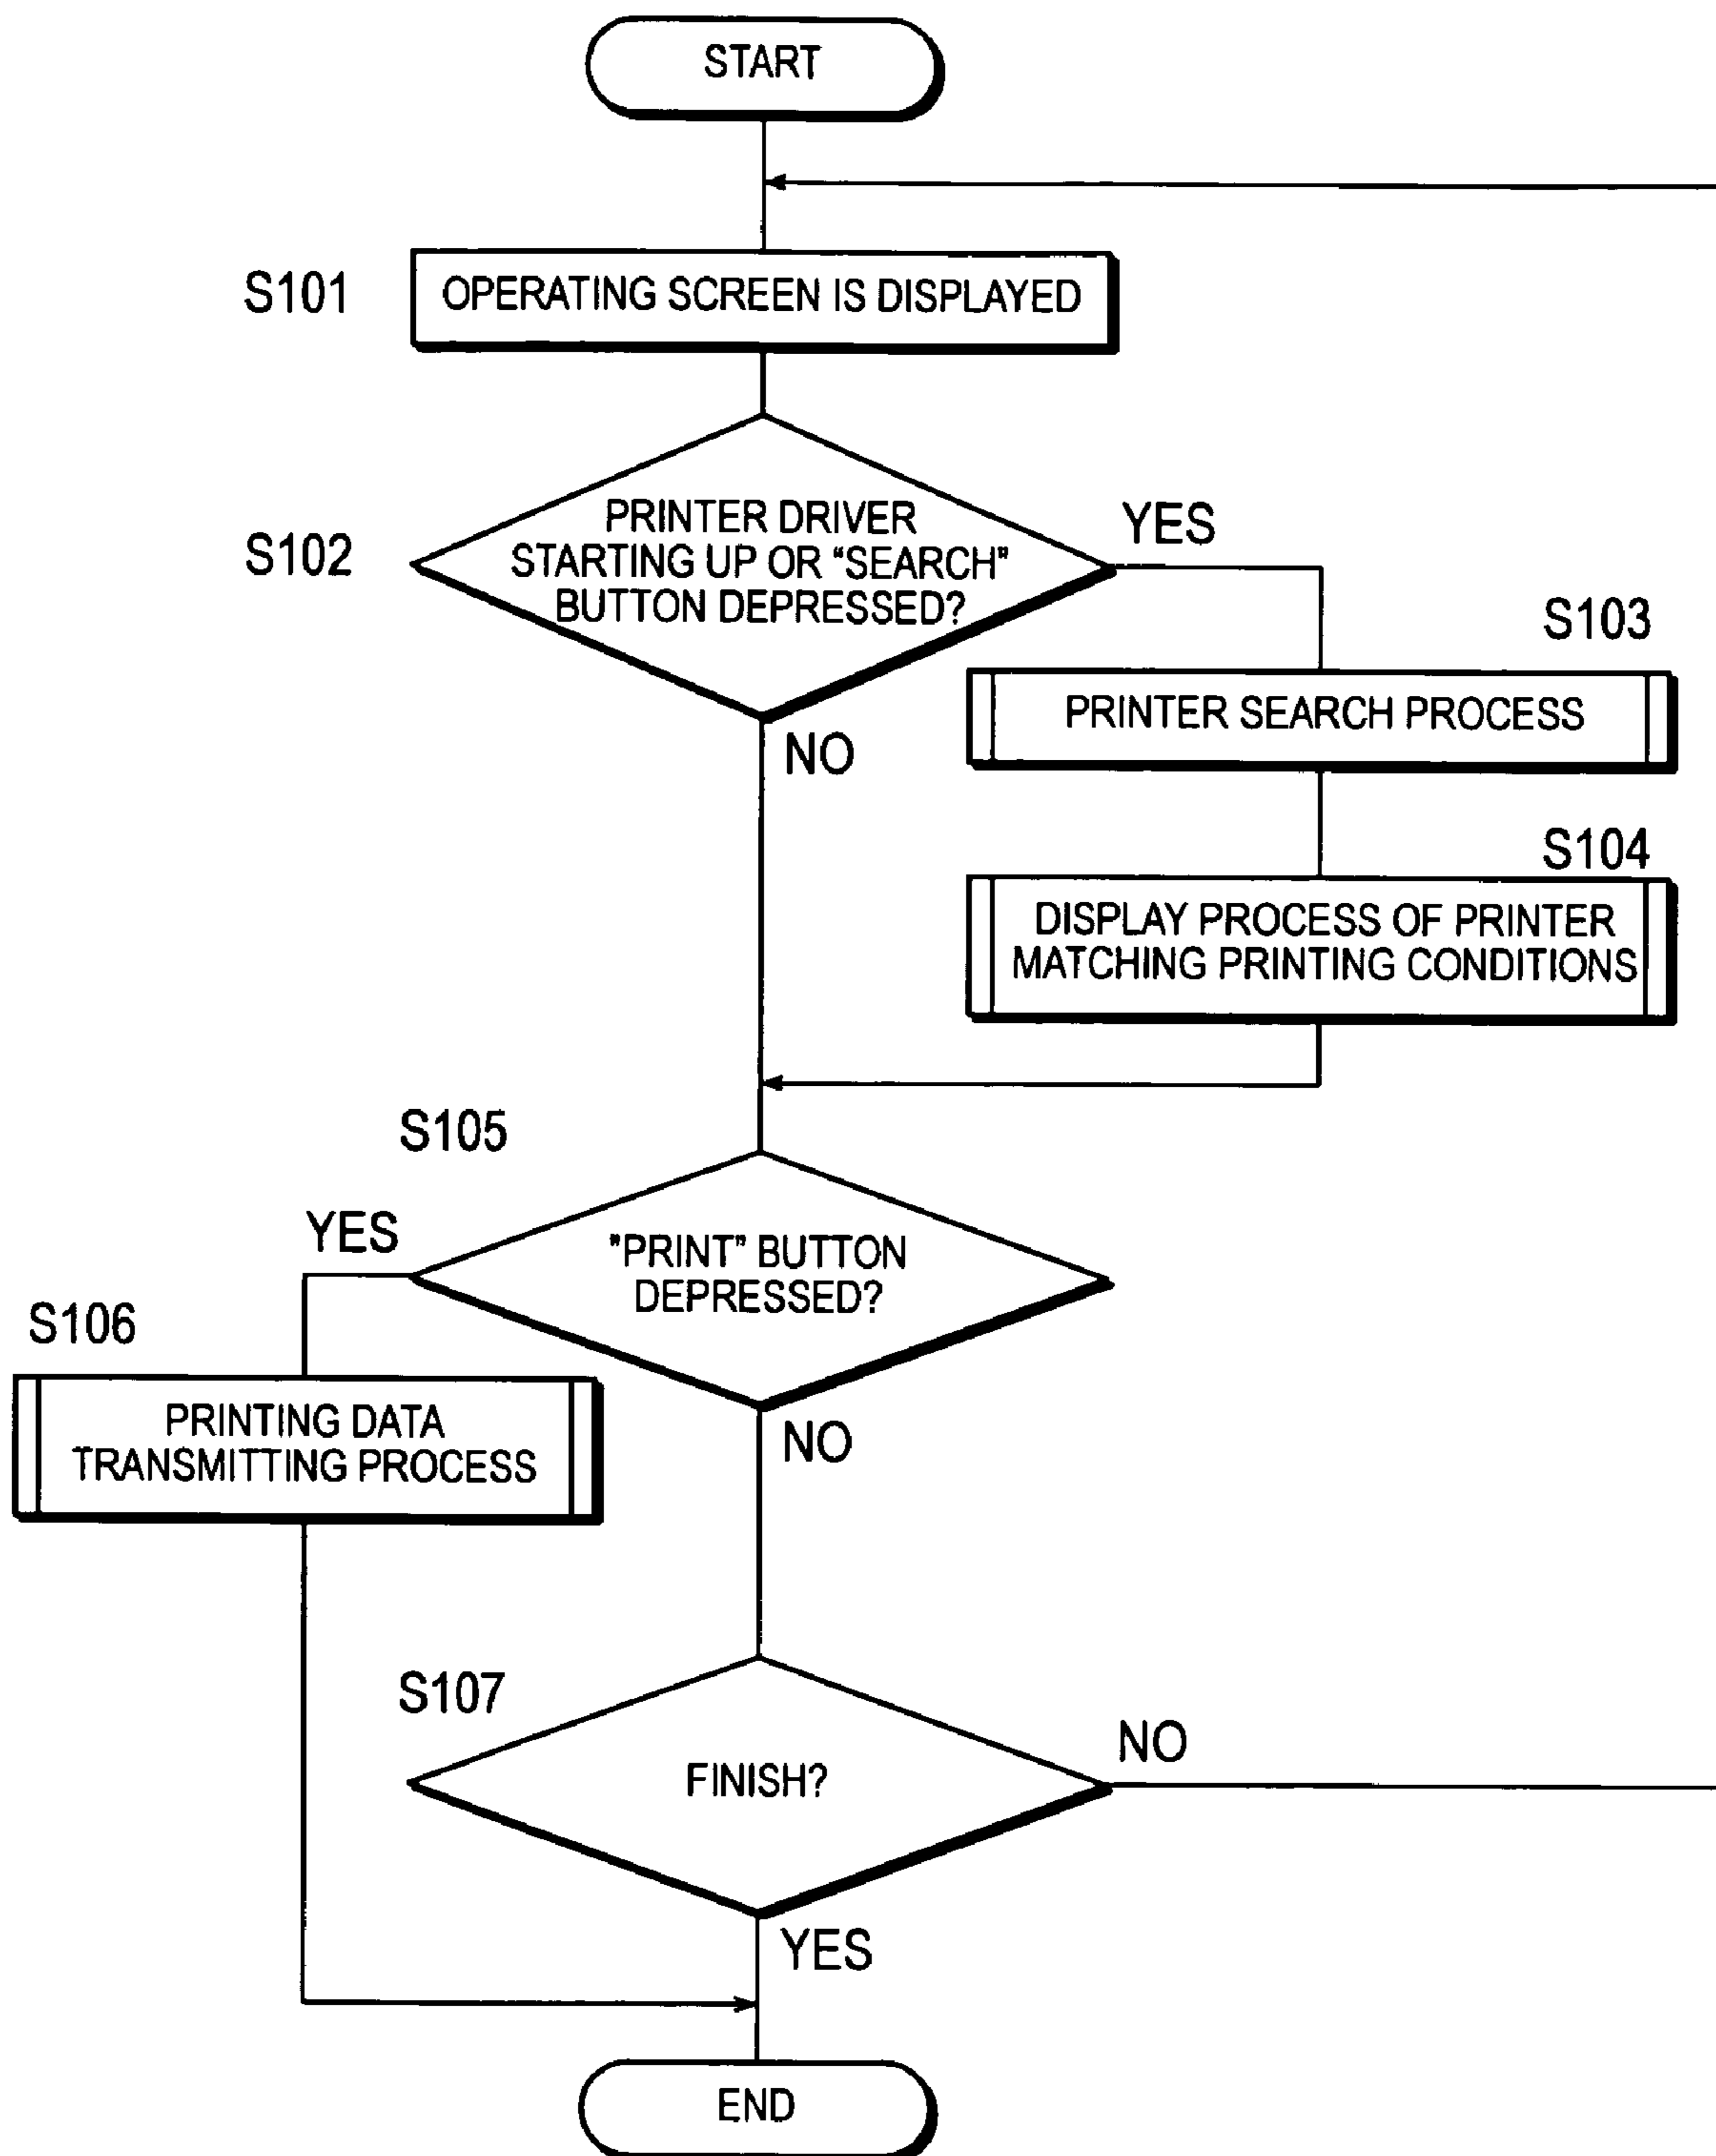 START
S101
OPERATING SCREEN IS DISPLAYED
S102
PRINTER DRIVER
STARTING UP OR "SEARCH"
BUTTON DEPRESSED?
YES
NO
S103
PRINTER SEARCH PROCESS
S104
DISPLAY PROCESS OF PRINTER
MATCHING PRINTING CONDITIONS
S105
"PRINT" BUTTON
DEPRESSED?
YES
NO
S106
PRINTING DATA
TRANSMITTING PROCESS
S107
FINISH?
NO
YES
END